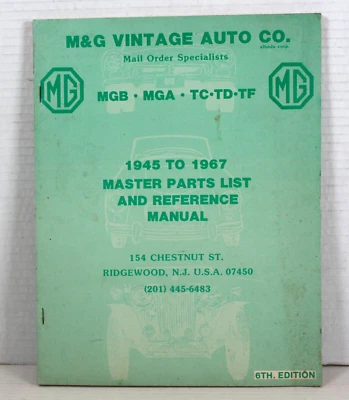 M&G VINTAGE AUTO CO.
Mail Order Specialists
MG
MG
MGB • MGA • TC•TD•TF
1945 TO 1967
MASTER PARTS LIST
AND REFERENCE
MANUAL
154 CHESTNUT ST.
RIDGEWOOD, N.J. U.S.A. 07450
(201) 445-6483
6TH. EDITION